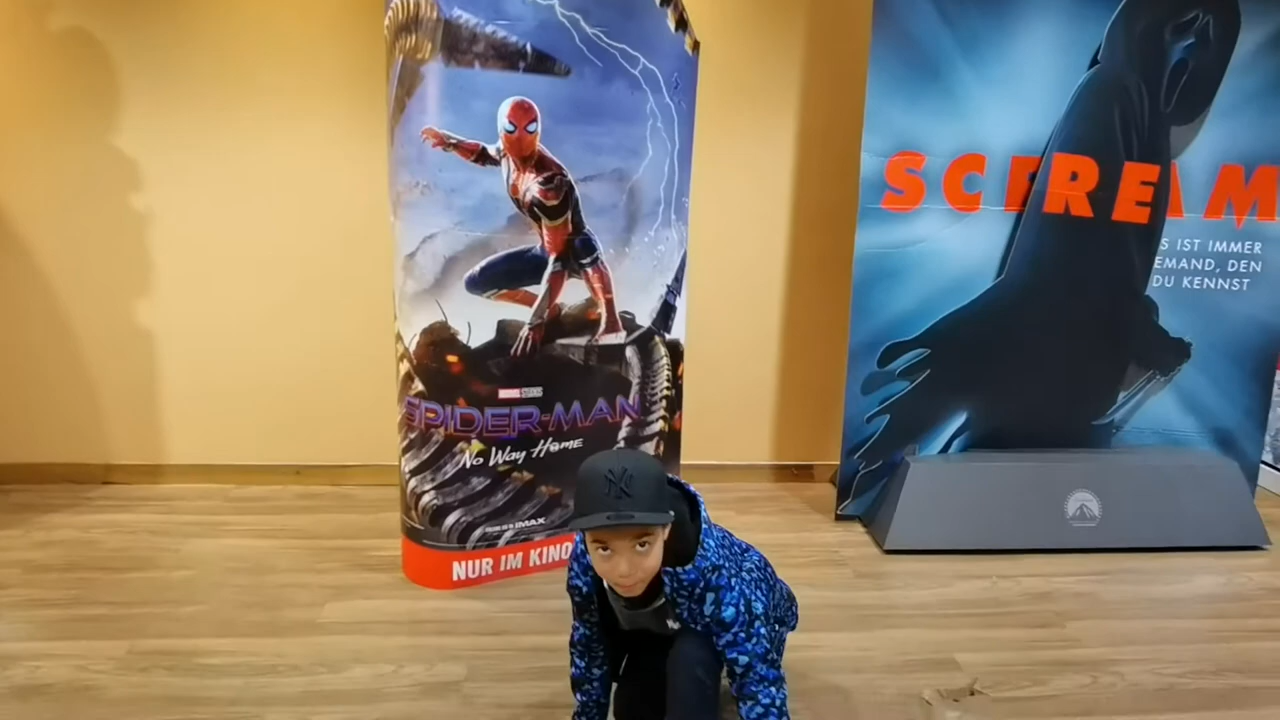 MARVEL STUDIOS
SPIDER-MAN
NO WAY HOME
IMAX
NUR IM KINO
NY
SCREAM
S IST IMMER
EMAND, DEN
DU KENNST